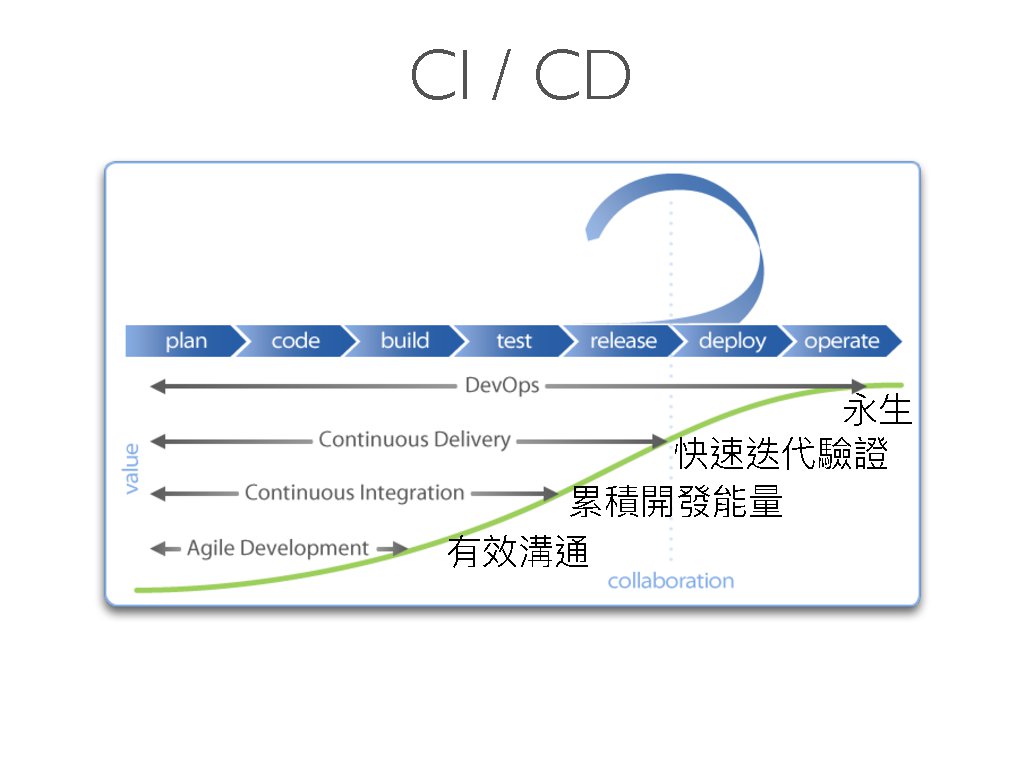 CI / CD
plan code build test release deploy operate
DevOps
永生
Continuous Delivery
快速迭代驗證
value
Continuous Integration
累積開發能量
Agile Development
有效溝通
collaboration